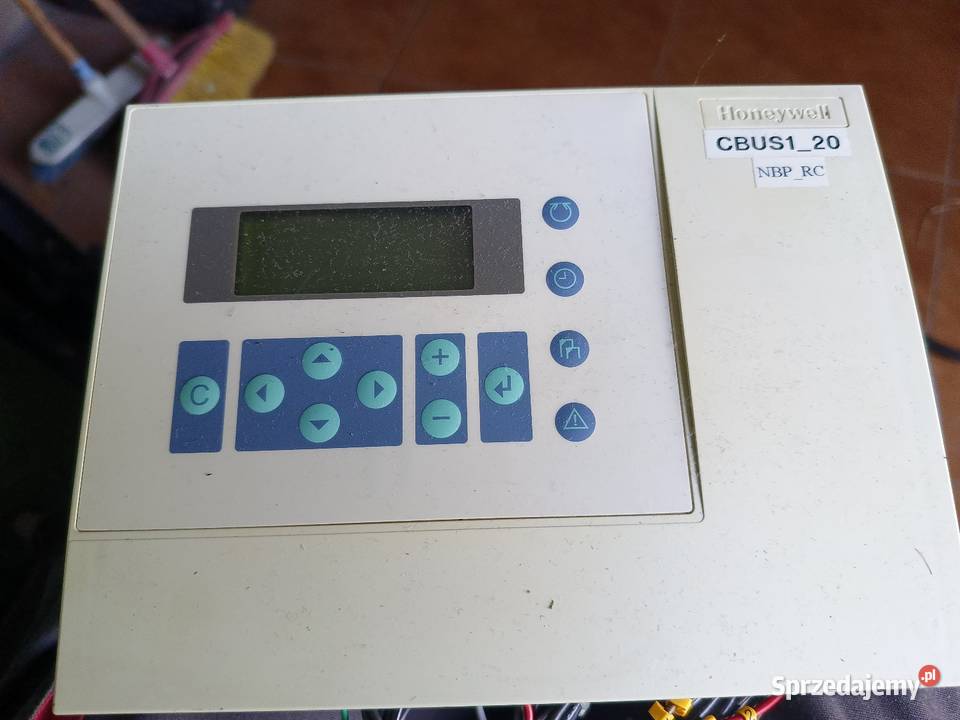 Honeywell
CBUS1_20
NBP_RC
C
+
−
Sprzedajemy.pl